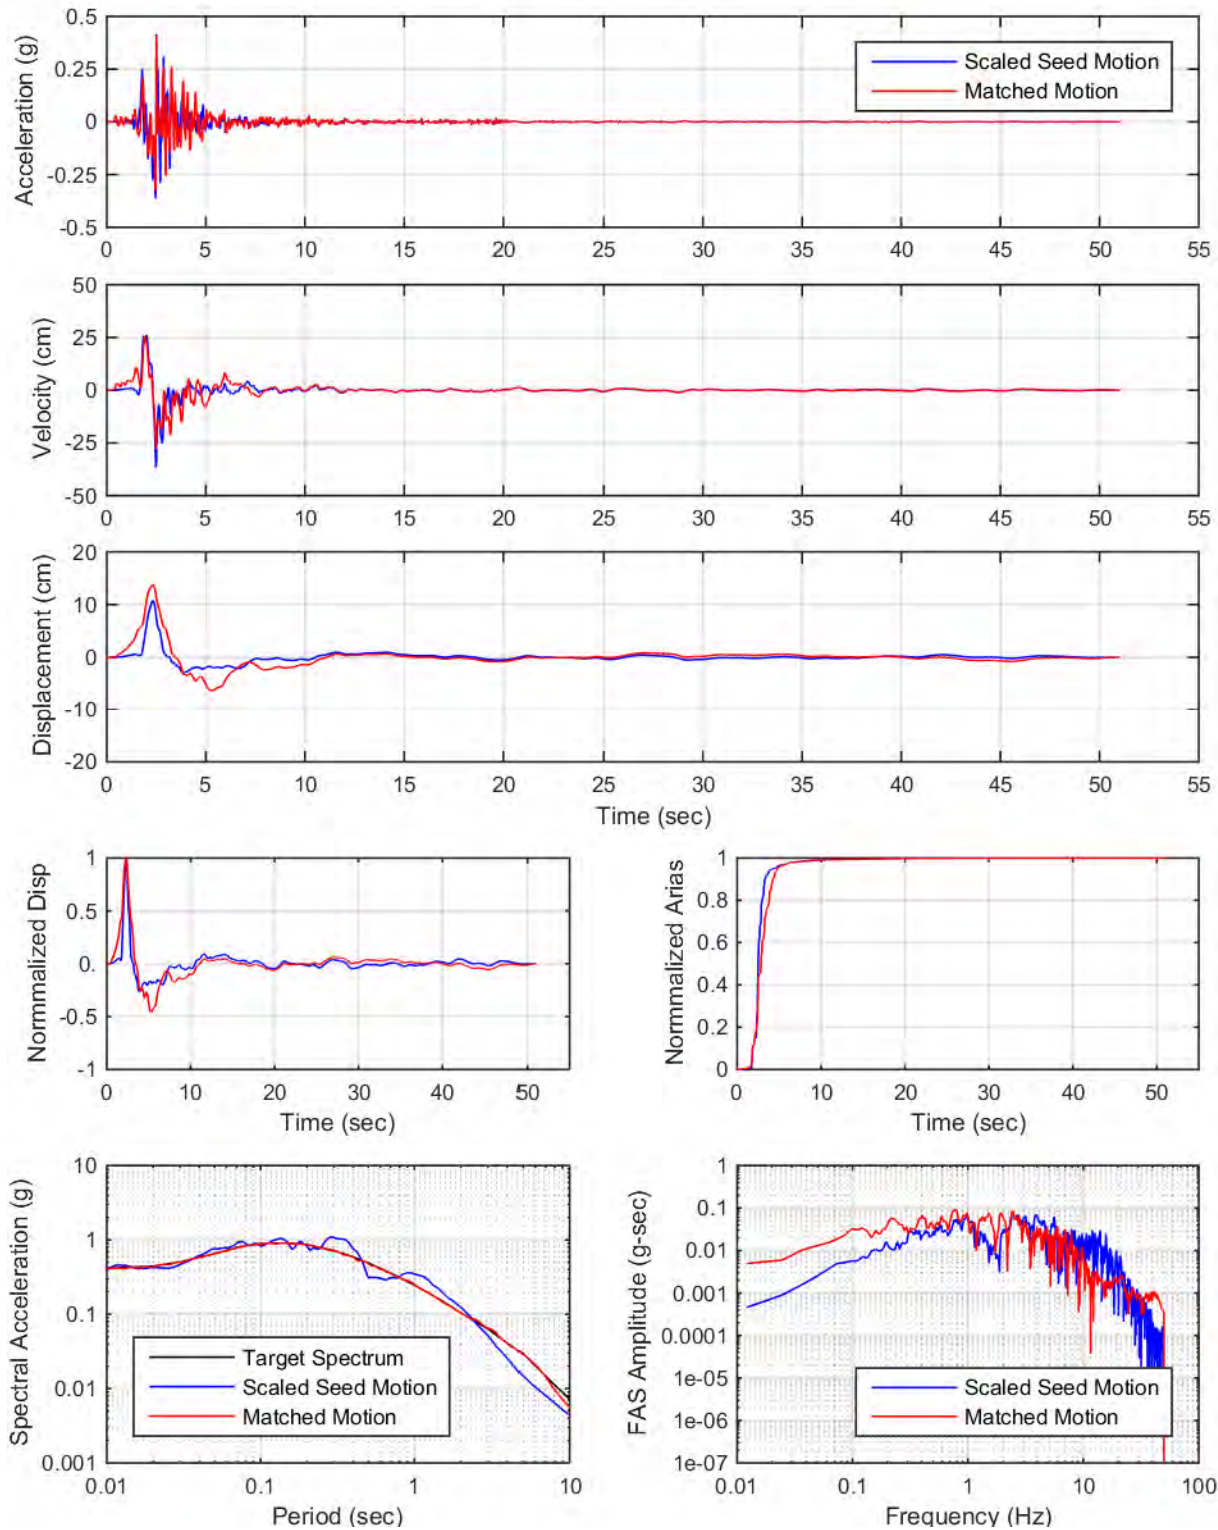 0.5
0.25
0
-0.25
-0.5
Acceleration (g)
Scaled Seed Motion
Matched Motion
0 5 10 15 20 25 30 35 40 45 50 55
50
25
0
-25
-50
Velocity (cm)
0 5 10 15 20 25 30 35 40 45 50 55
20
10
0
-10
-20
Displacement (cm)
0 5 10 15 20 25 30 35 40 45 50 55
Time (sec)
1
0.5
0
-0.5
-1
Normmalized Disp
0 10 20 30 40 50
Time (sec)
1
0.8
0.6
0.4
0.2
0
Normmalized Arias
0 10 20 30 40 50
Time (sec)
10
1
0.1
0.01
0.001
Spectral Acceleration (g)
Target Spectrum
Scaled Seed Motion
Matched Motion
0.01 0.1 1 10
Period (sec)
1
0.1
0.01
0.001
0.0001
1e-05
1e-06
1e-07
FAS Amplitude (g-sec)
Scaled Seed Motion
Matched Motion
0.01 0.1 1 10 100
Frequency (Hz)